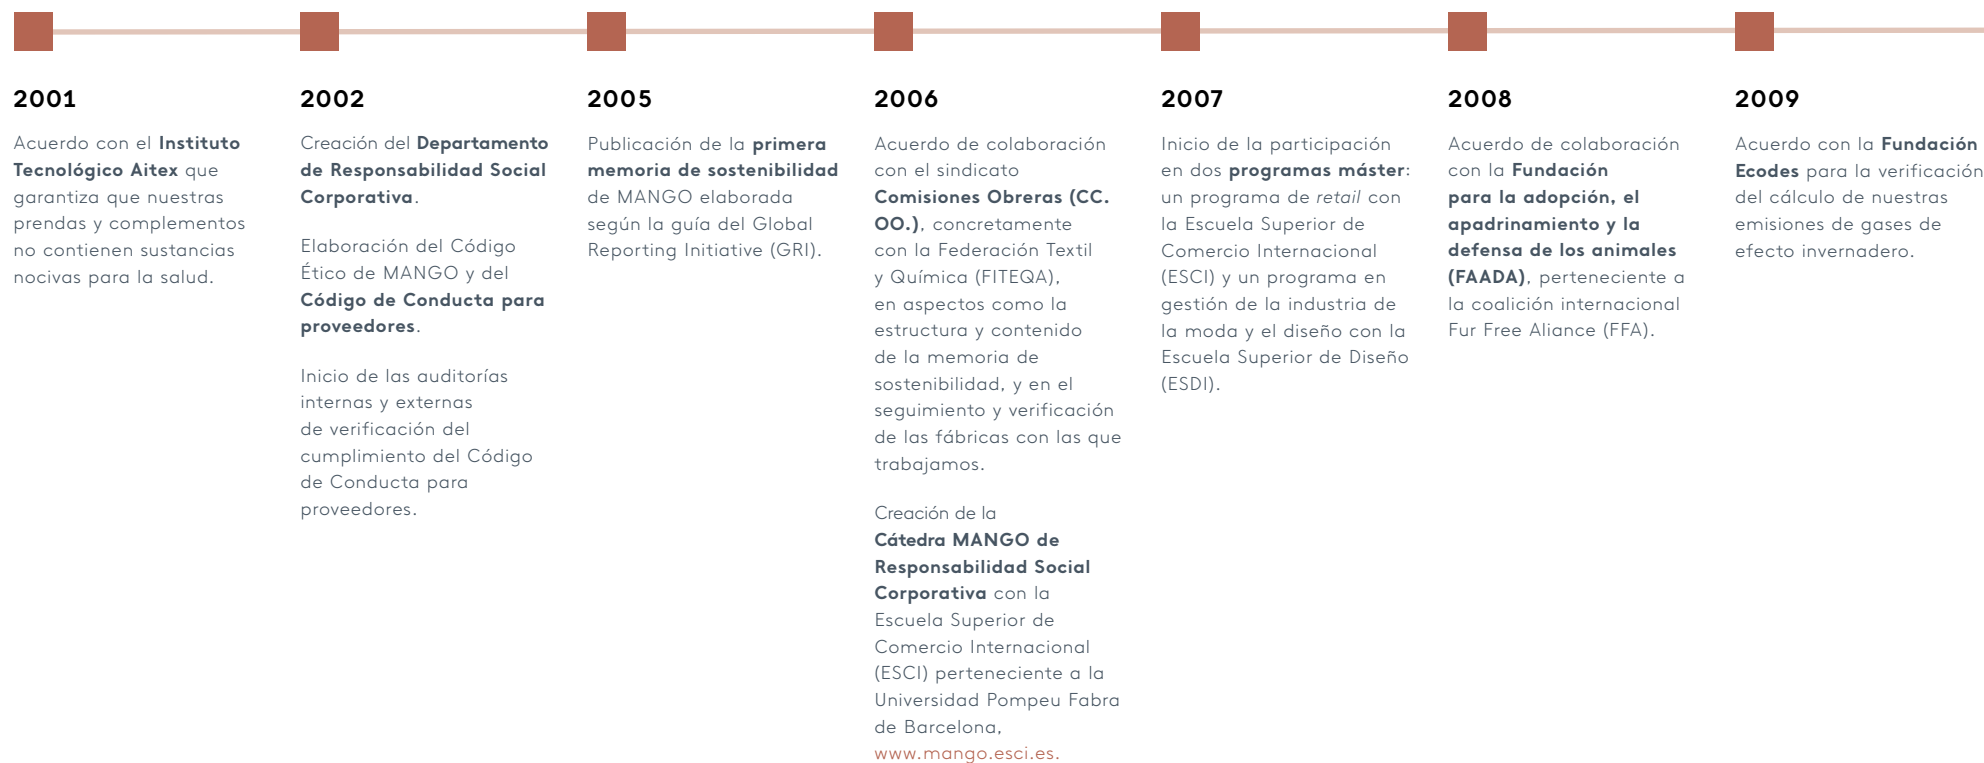 2001
Acuerdo con el Instituto
Tecnológico Aitex que
garantiza que nuestras
prendas y complementos
no contienen sustancias
nocivas para la salud.
2002
Creación del Departamento
de Responsabilidad Social
Corporativa.
Elaboración del Código
Ético de MANGO y del
Código de Conducta para
proveedores.
Inicio de las auditorías
internas y externas
de verificación del
cumplimiento del Código
de Conducta para
proveedores.
2005
Publicación de la primera
memoria de sostenibilidad
de MANGO elaborada
según la guía del Global
Reporting Initiative (GRI).
2006
Acuerdo de colaboración
con el sindicato
Comisiones Obreras (CC.
OO.), concretamente
con la Federación Textil
y Química (FITEQA),
en aspectos como la
estructura y contenido
de la memoria de
sostenibilidad, y en el
seguimiento y verificación
de las fábricas con las que
trabajamos.
Creación de la
Cátedra MANGO de
Responsabilidad Social
Corporativa con la
Escuela Superior de
Comercio Internacional
(ESCI) perteneciente a la
Universidad Pompeu Fabra
de Barcelona,
www.mango.esci.es.
2007
Inicio de la participación
en dos programas máster:
un programa de retail con
la Escuela Superior de
Comercio Internacional
(ESCI) y un programa en
gestión de la industria de
la moda y el diseño con la
Escuela Superior de Diseño
(ESDI).
2008
Acuerdo de colaboración
con la Fundación
para la adopción, el
apadrinamiento y la
defensa de los animales
(FAADA), perteneciente a
la coalición internacional
Fur Free Aliance (FFA).
2009
Acuerdo con la Fundación
Ecodes para la verificación
del cálculo de nuestras
emisiones de gases de
efecto invernadero.